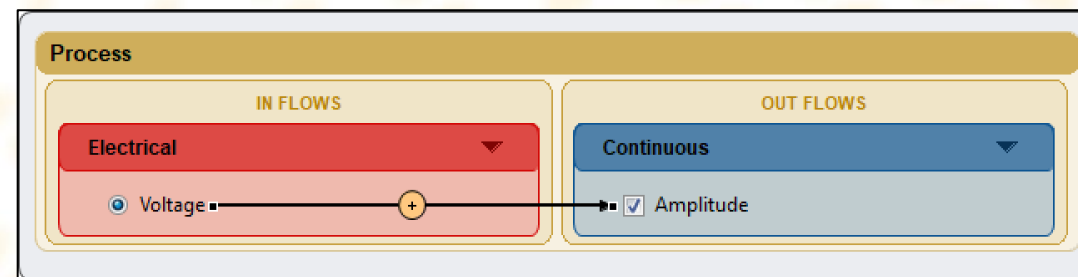 Process
IN FLOWS
OUT FLOWS
Electrical
Continuous
Voltage
+
Amplitude